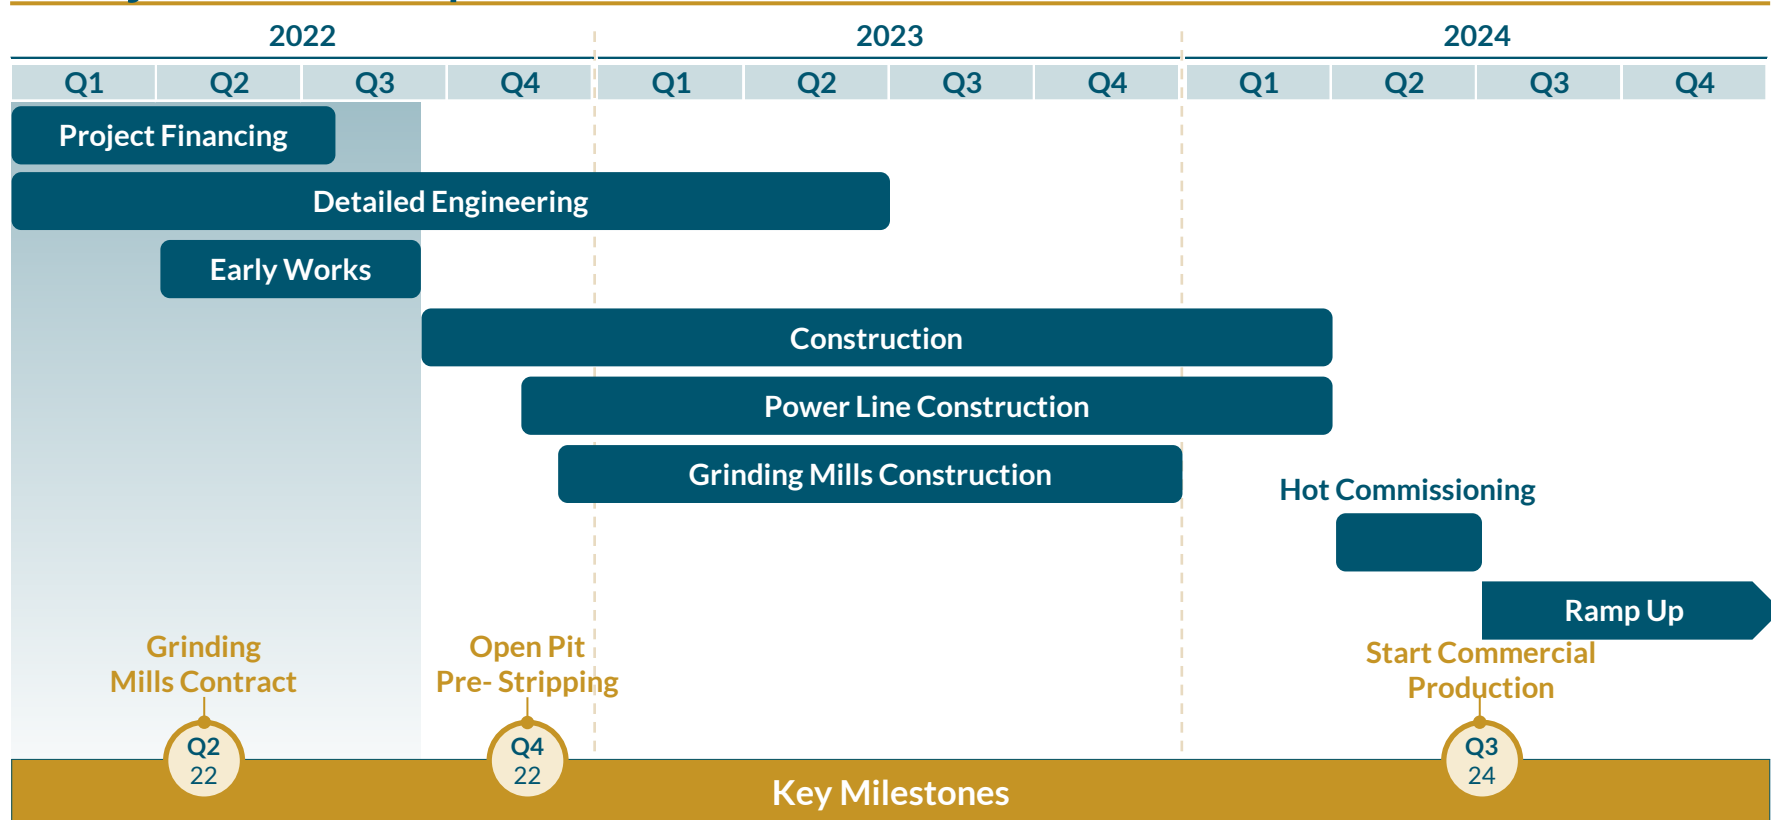 2022 2023 2024
Q1 Q2 Q3 Q4 Q1 Q2 Q3 Q4 Q1 Q2 Q3 Q4
Project Financing
Detailed Engineering
Early Works
Construction
Power Line Construction
Grinding Mills Construction
Hot Commissioning
Ramp Up
Grinding
Mills Contract
Open Pit
Pre- Stripping
Start Commercial
Production
Q2
22
Q4
22
Q3
24
Key Milestones